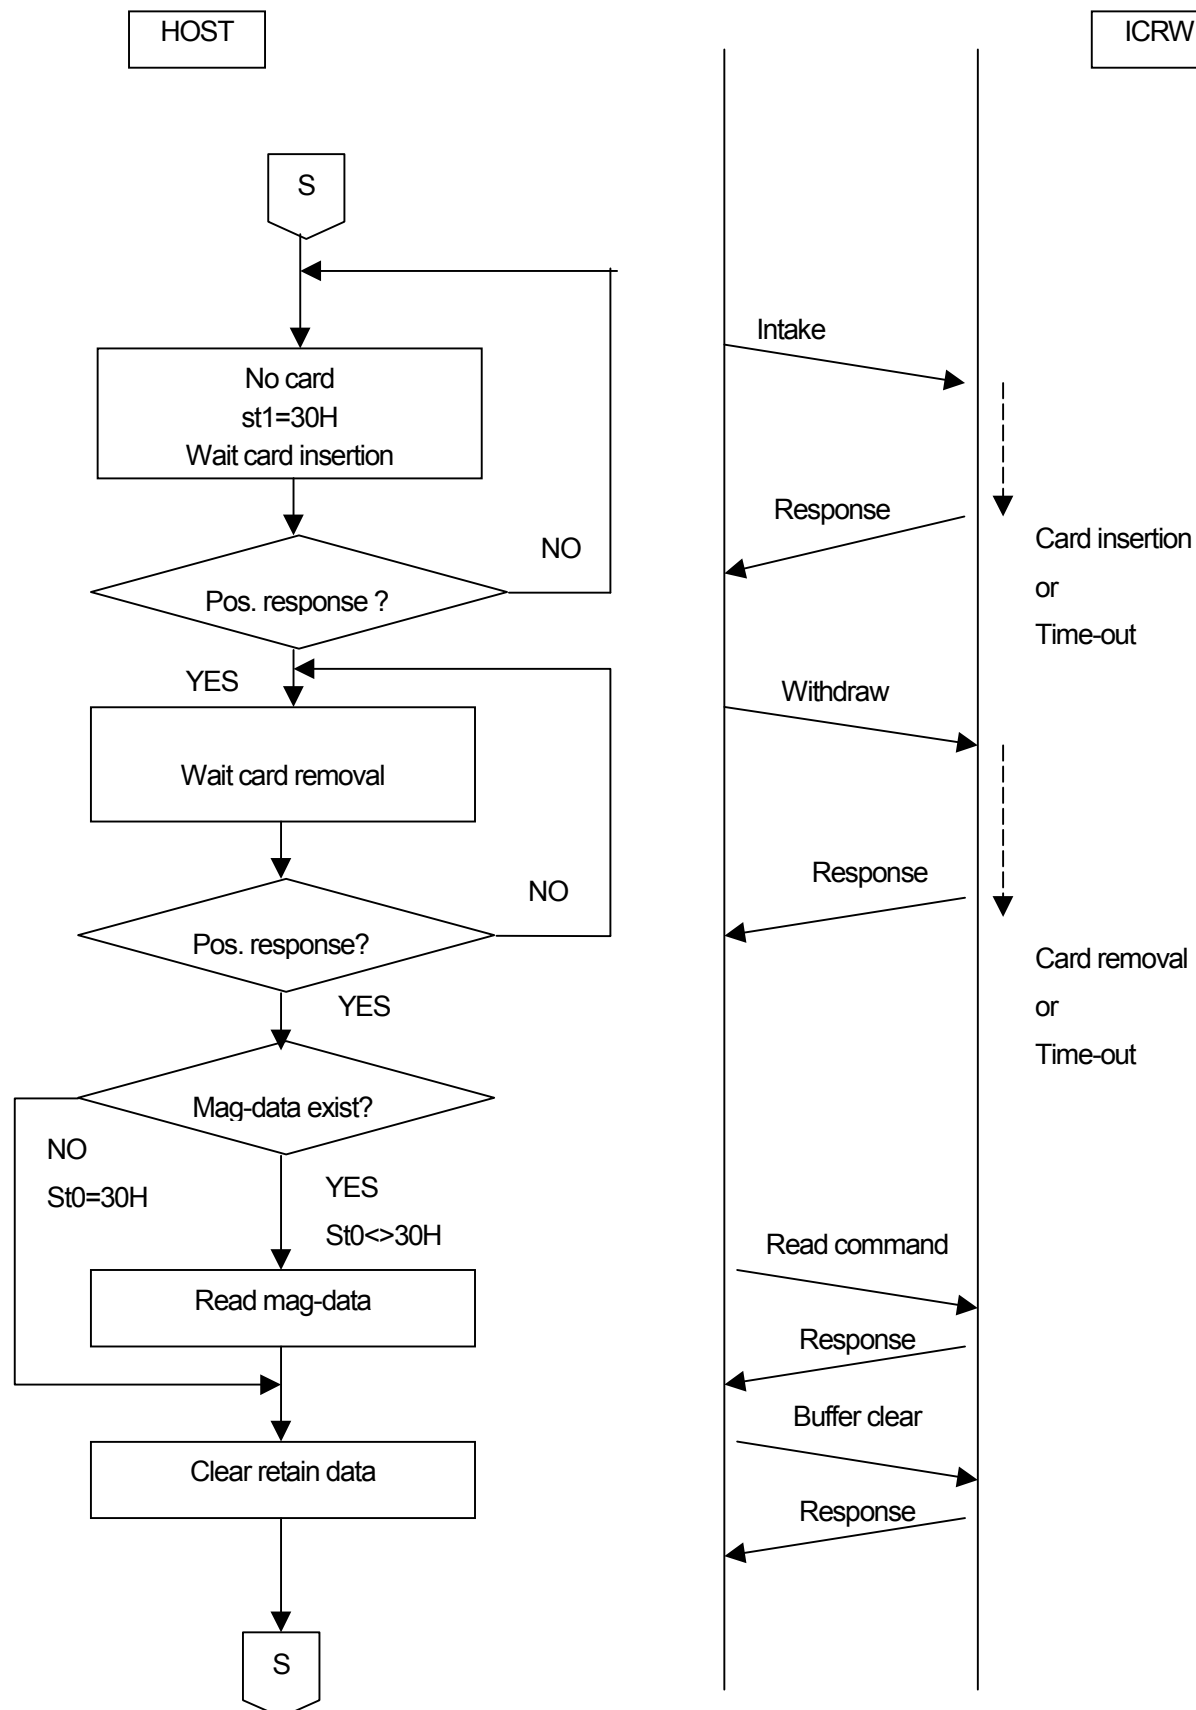 HOST
ICRW
S
Intake
No card
st1=30H
Wait card insertion
Response
NO
Card insertion
or
Time-out
Pos. response ?
YES
Withdraw
Wait card removal
Response
NO
Pos. response?
Card removal
or
Time-out
YES
Mag-data exist?
NO
St0=30H
YES
St0<>30H
Read command
Read mag-data
Response
Buffer clear
Clear retain data
Response
S